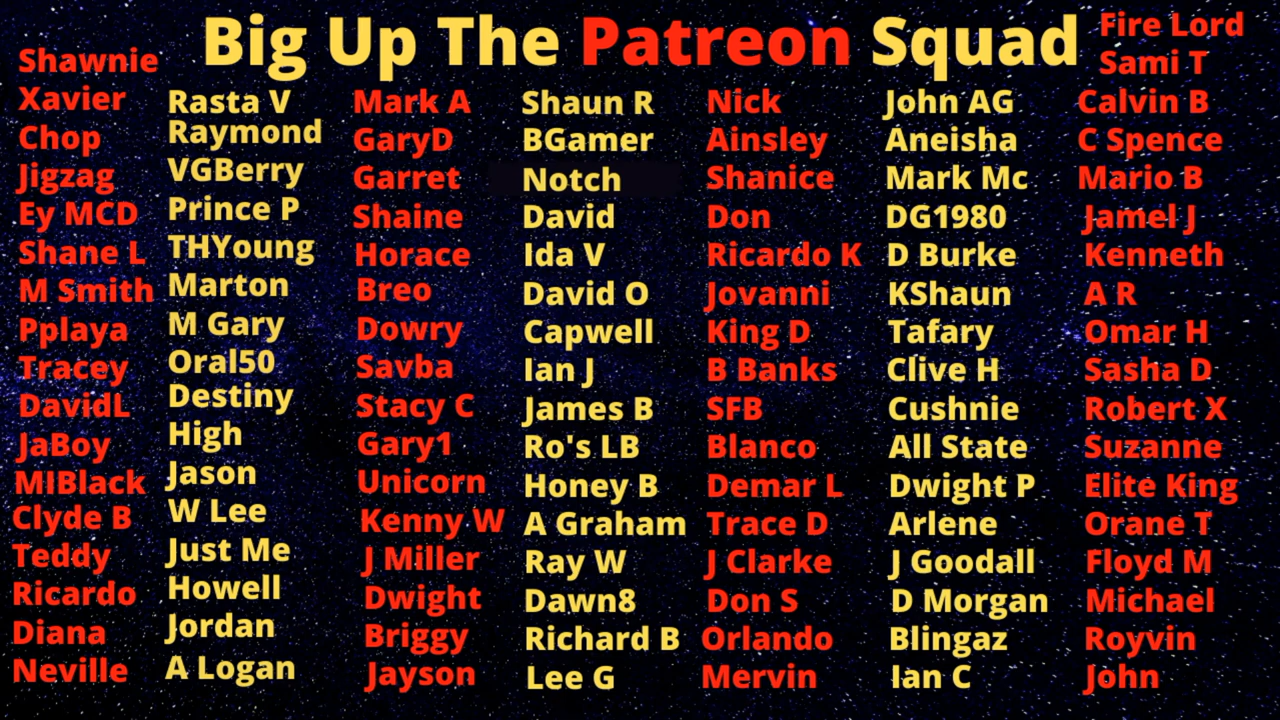 Big Up The Patreon Squad
Shawnie
Xavier
Chop
Jigzag
Ey MCD
Shane L
M Smith
Pplaya
Tracey
DavidL
JaBoy
MIBlack
Clyde B
Teddy
Ricardo
Diana
Neville
Rasta V
Raymond
VGBerry
Prince P
THYoung
Marton
M Gary
Oral50
Destiny
High
Jason
W Lee
Just Me
Howell
Jordan
A Logan
Mark A
GaryD
Garret
Shaine
Horace
Breo
Dowry
Savba
Stacy C
Gary1
Unicorn
Kenny W
J Miller
Dwight
Briggy
Jayson
Shaun R
BGamer
Notch
David
Ida V
David O
Capwell
Ian J
James B
Ro's LB
Honey B
A Graham
Ray W
Dawn8
Richard B
Lee G
Nick
Ainsley
Shanice
Don
Ricardo K
Jovanni
King D
B Banks
SFB
Blanco
Demar L
Trace D
J Clarke
Don S
Orlando
Mervin
John AG
Aneisha
Mark Mc
DG1980
D Burke
KShaun
Tafary
Clive H
Cushnie
All State
Dwight P
Arlene
J Goodall
D Morgan
Blingaz
Ian C
Fire Lord
Sami T
Calvin B
C Spence
Mario B
Jamel J
Kenneth
A R
Omar H
Sasha D
Robert X
Suzanne
Elite King
Orane T
Floyd M
Michael
Royvin
John